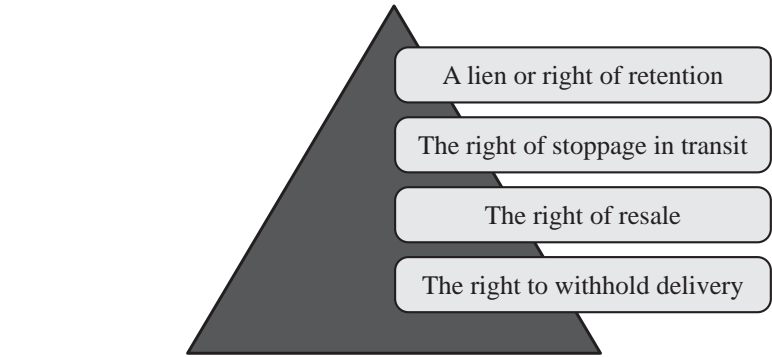 A lien or right of retention
The right of stoppage in transit
The right of resale
The right to withhold delivery